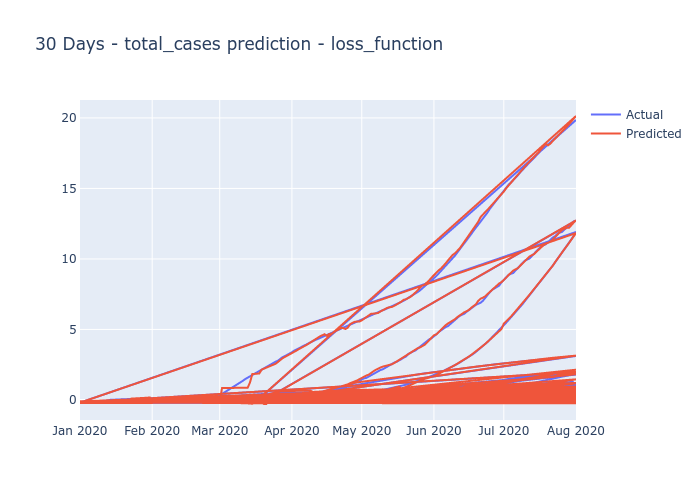 30 Days - total_cases prediction - loss_function
20
15
10
5
0
Jan 2020
Feb 2020
Mar 2020
Apr 2020
May 2020
Jun 2020
Jul 2020
Aug 2020
Actual
Predicted